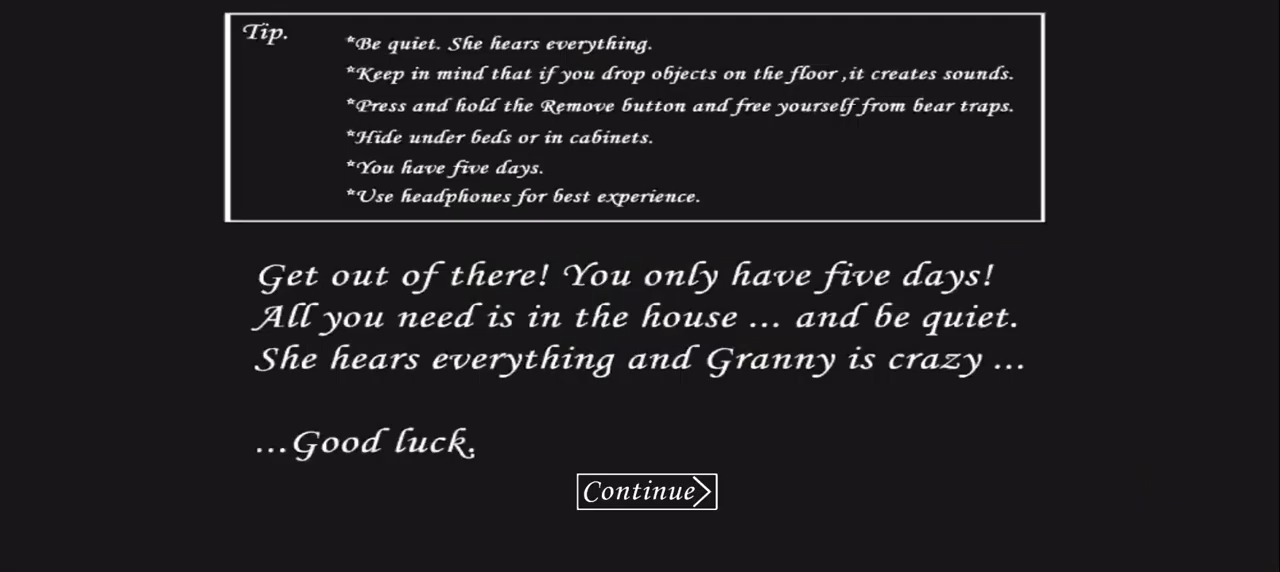 Tip.
*Be quiet. She hears everything.
*Keep in mind that if you drop objects on the floor ,it creates sounds.
*Press and hold the Remove button and free yourself from bear traps.
*Hide under beds or in cabinets.
*You have five days.
*Use headphones for best experience.
Get out of there! You only have five days!
All you need is in the house ... and be quiet.
She hears everything and Granny is crazy ...
...Good luck.
Continue>